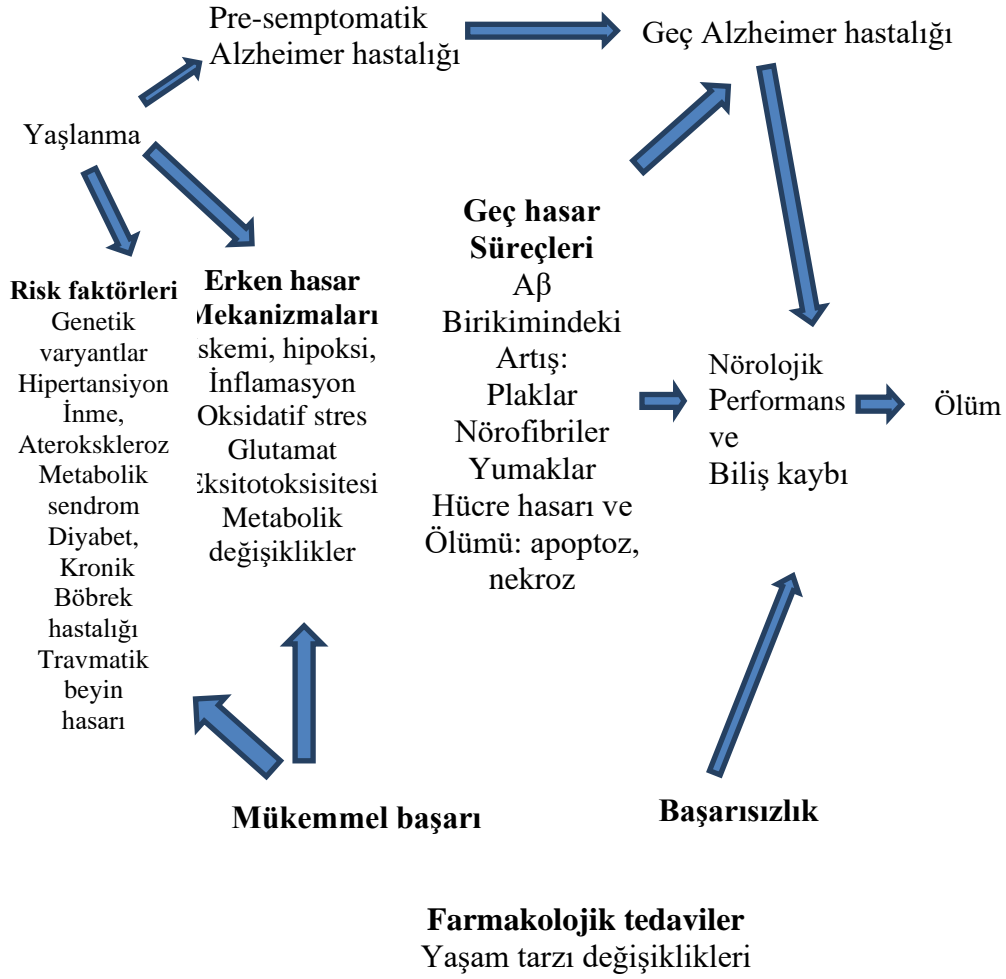 Pre-semptomatik
Alzheimer hastalığı
Geç Alzheimer hastalığı
Yaşlanma
Risk faktörleri
Genetik
varyantlar
Hipertansiyon
İnme,
Aterokskleroz
Metabolik
sendrom
Diyabet,
Kronik
Böbrek
hastalığı
Travmatik
beyin
hasarı
Erken hasar
Mekanizmaları
skemi, hipoksi,
İnflamasyon
Oksidatif stres
Glutamat
Eksitotoksisitesi
Metabolik
değişiklikler
Geç hasar
Süreçleri
Aβ
Birikimindeki
Artış:
Plaklar
Nörofibriler
Yumaklar
Hücre hasarı ve
Ölümü: apoptoz,
nekroz
Nörolojik
Performans
ve
Biliş kaybı
Ölüm
Mükemmel başarı
Başarısızlık
Farmakolojik tedaviler
Yaşam tarzı değişiklikleri